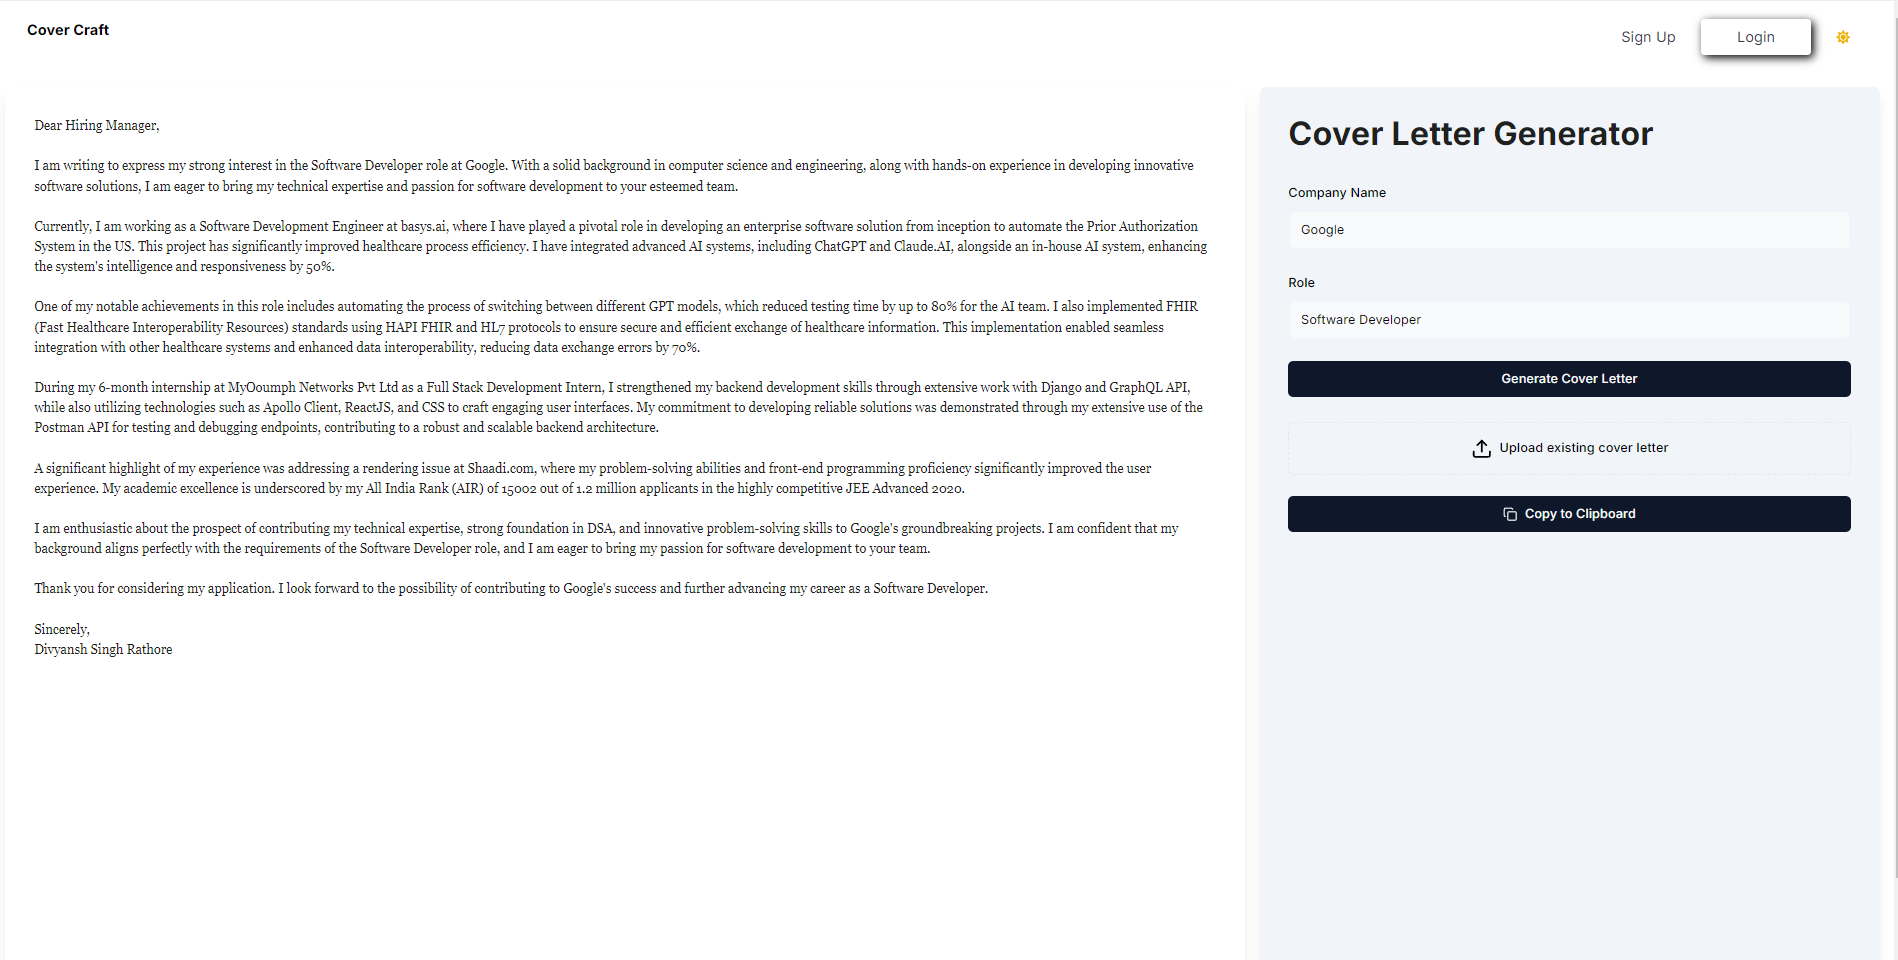 Cover Craft
Sign Up
Login
Dear Hiring Manager,
I am writing to express my strong interest in the Software Developer role at Google. With a solid background in computer science and engineering, along with hands-on experience in developing innovative
software solutions, I am eager to bring my technical expertise and passion for software development to your esteemed team.
Currently, I am working as a Software Development Engineer at basys.ai, where I have played a pivotal role in developing an enterprise software solution from inception to automate the Prior Authorization
System in the US. This project has significantly improved healthcare process efficiency. I have integrated advanced AI systems, including ChatGPT and Claude.AI, alongside an in-house AI system, enhancing
the system's intelligence and responsiveness by 50%.
One of my notable achievements in this role includes automating the process of switching between different GPT models, which reduced testing time by up to 80% for the AI team. I also implemented FHIR
(Fast Healthcare Interoperability Resources) standards using HAPI FHIR and HL7 protocols to ensure secure and efficient exchange of healthcare information. This implementation enabled seamless
integration with other healthcare systems and enhanced data interoperability, reducing data exchange errors by 70%.
During my 6-month internship at MyOoumph Networks Pvt Ltd as a Full Stack Development Intern, I strengthened my backend development skills through extensive work with Django and GraphQL API,
while also utilizing technologies such as Apollo Client, ReactJS, and CSS to craft engaging user interfaces. My commitment to developing reliable solutions was demonstrated through my extensive use of the
Postman API for testing and debugging endpoints, contributing to a robust and scalable backend architecture.
A significant highlight of my experience was addressing a rendering issue at Shaadi.com, where my problem-solving abilities and front-end programming proficiency significantly improved the user
experience. My academic excellence is underscored by my All India Rank (AIR) of 15002 out of 1.2 million applicants in the highly competitive JEE Advanced 2020.
I am enthusiastic about the prospect of contributing my technical expertise, strong foundation in DSA, and innovative problem-solving skills to Google's groundbreaking projects. I am confident that my
background aligns perfectly with the requirements of the Software Developer role, and I am eager to bring my passion for software development to your team.
Thank you for considering my application. I look forward to the possibility of contributing to Google's success and further advancing my career as a Software Developer.
Sincerely,
Divyansh Singh Rathore
Cover Letter Generator
Company Name
Google
Role
Software Developer
Generate Cover Letter
Upload existing cover letter
Copy to Clipboard